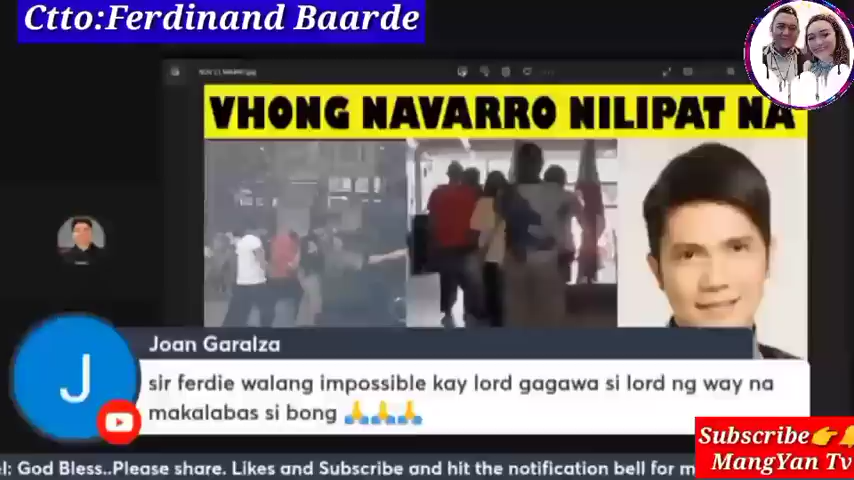 Ctto:Ferdinand Baarde
VHONG NAVARRO NILIPAT NA
J
Joan Garalza
sir ferdie walang impossible kay lord gagawa si lord ng way na
makalabas si bong 🙏🙏🙏
Subscribe👉🔔
MangYan Tv
l: God Bless..Please share. Likes and Subscribe and hit the notification bell for m